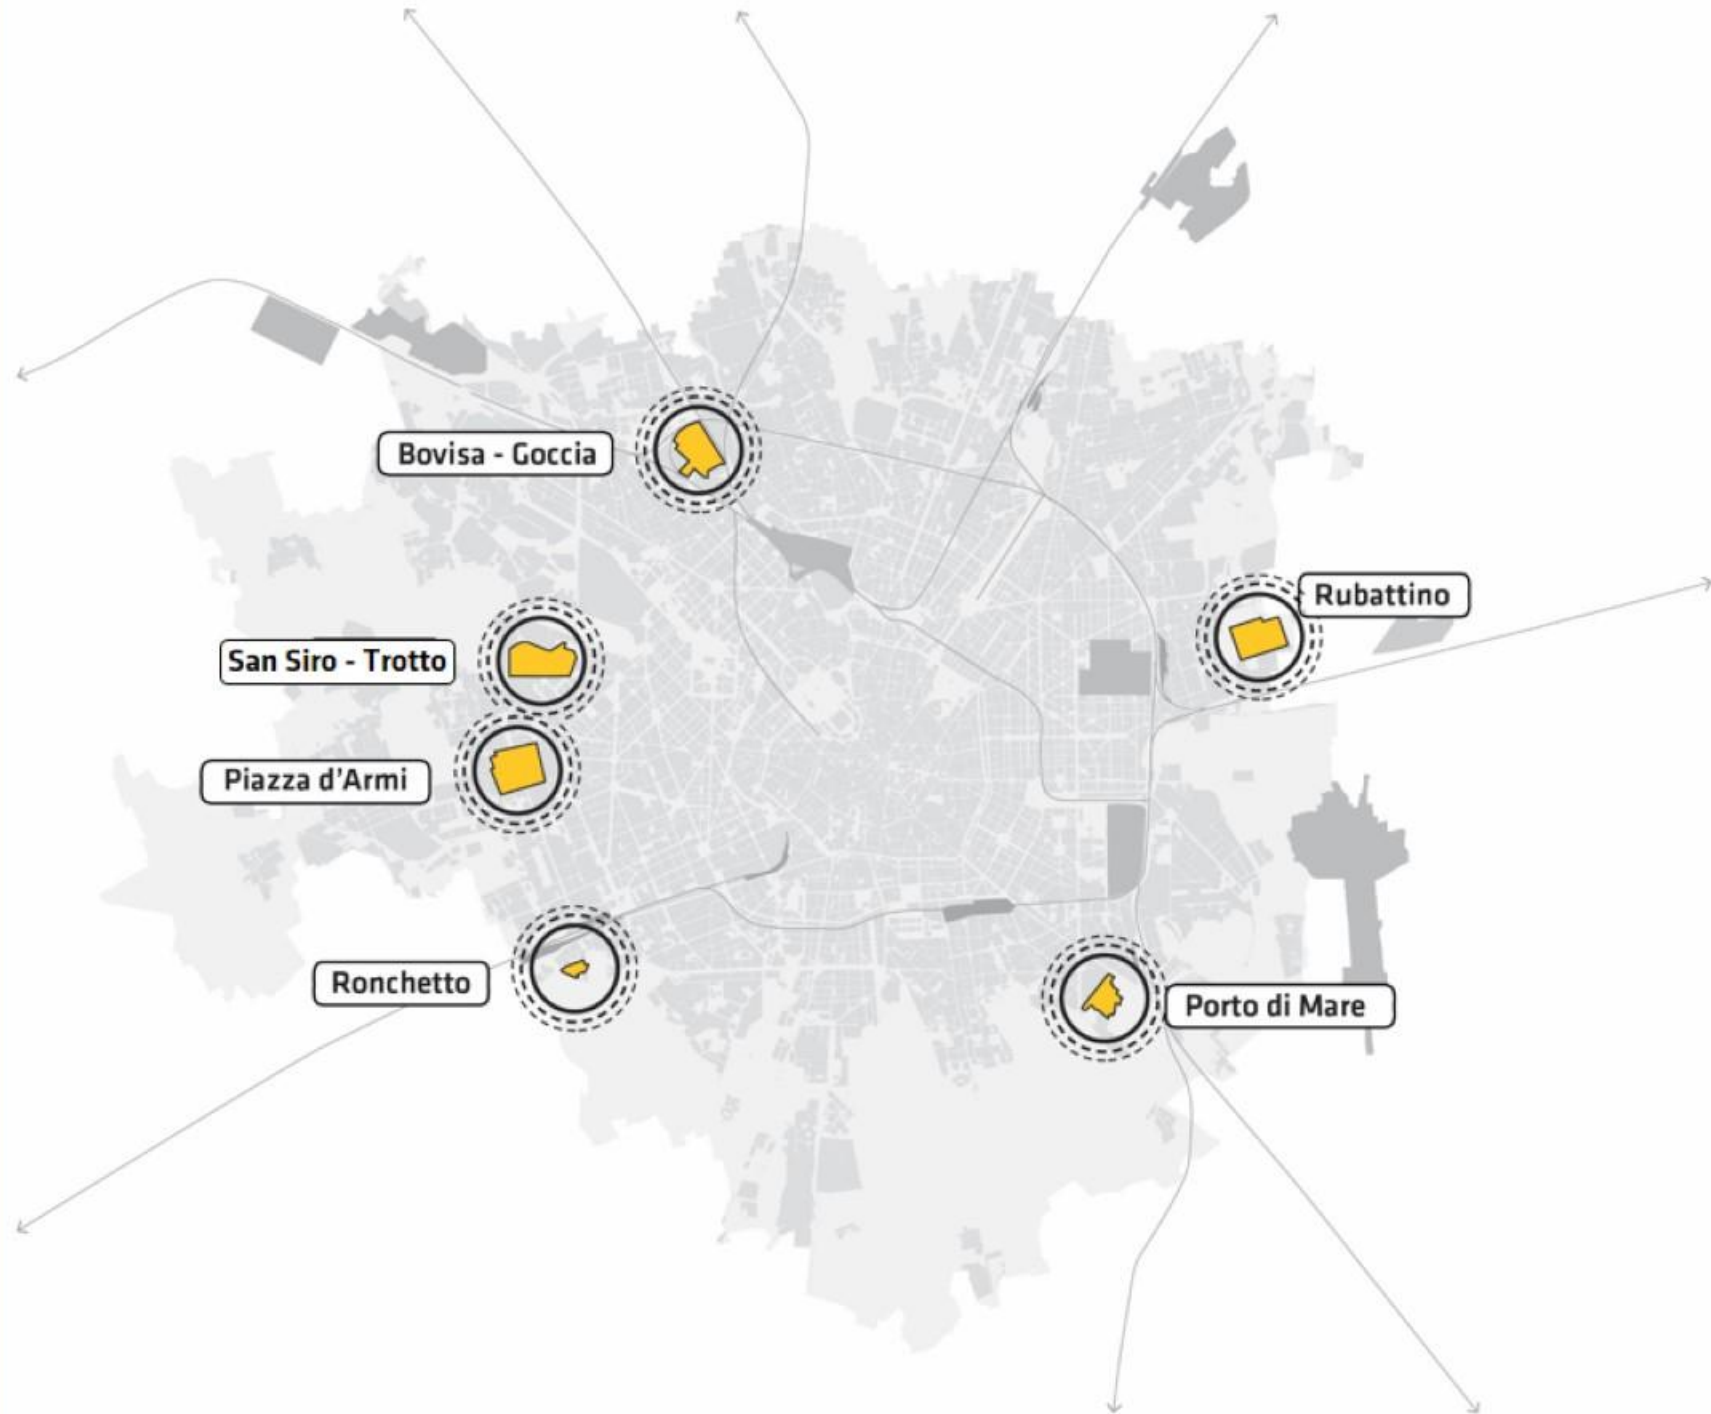 Bovisa - Goccia
Rubattino
San Siro - Trotto
Piazza d'Armi
Ronchetto
Porto di Mare